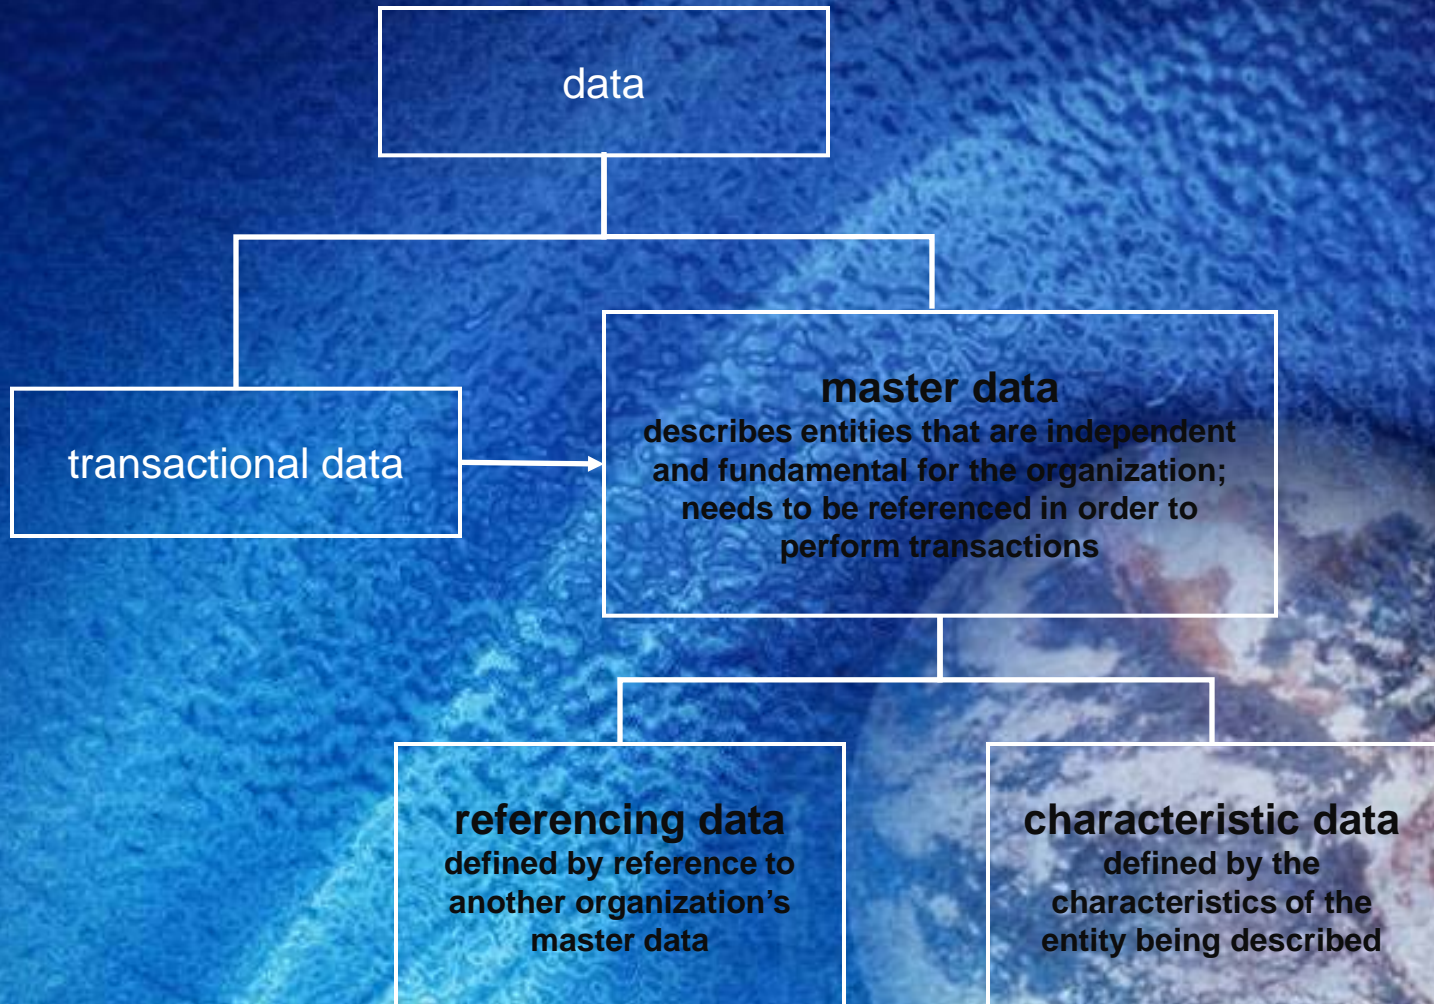 data
transactional data
master data
describes entities that are independent
and fundamental for the organization;
needs to be referenced in order to
perform transactions
referencing data
defined by reference to
another organization’s
master data
characteristic data
defined by the
characteristics of the
entity being described